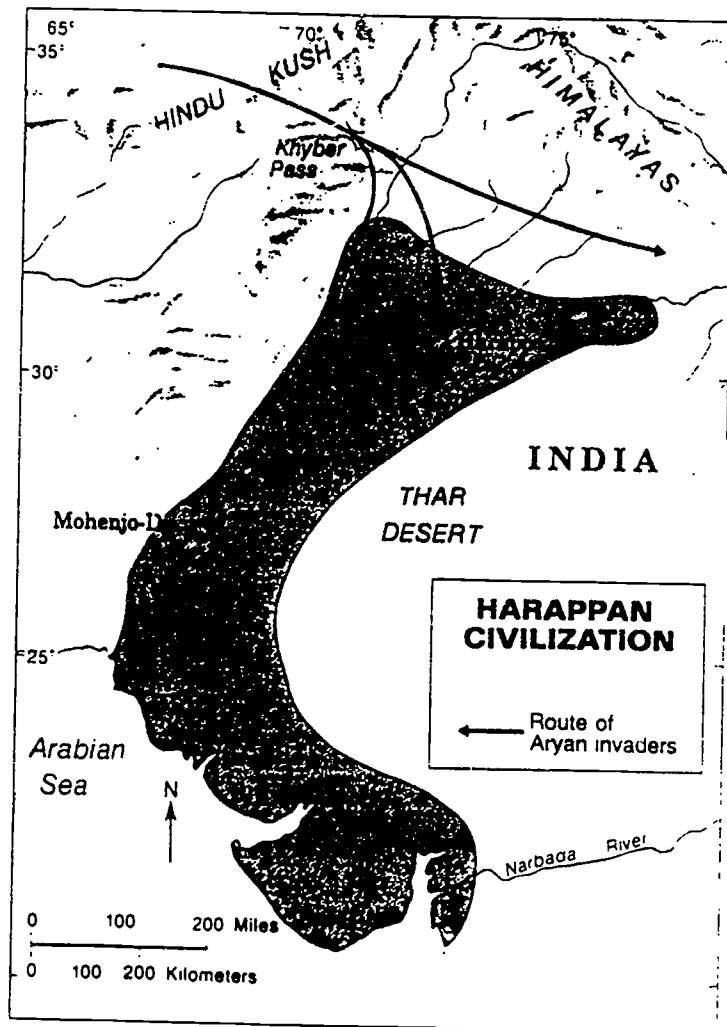 65°
35°
70°
75°
HINDU KUSH
HIMALAYAS
Khyber
Pass
30°
INDIA
THAR
DESERT
Mohenjo-D
HARAPPAN
CIVILIZATION
25°
Route of
Aryan invaders
Arabian
Sea
N
Narbada River
0 100 200 Miles
0 100 200 Kilometers